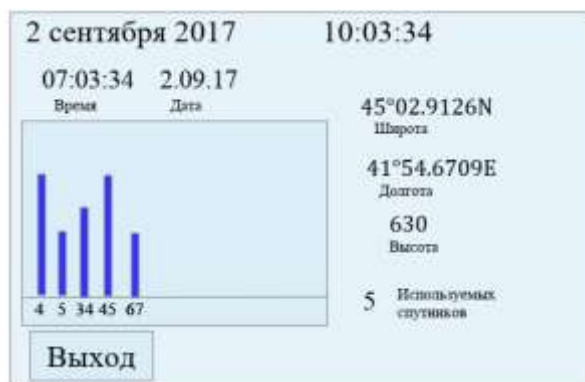 2 сентября 2017 10:03:34
07:03:34 2.09.17
Время Дата
45°02.9126N
Широта
41°54.6709E
Долгота
630
Высота
4 5 34 45 67
5 Используемых
спутников
Выход